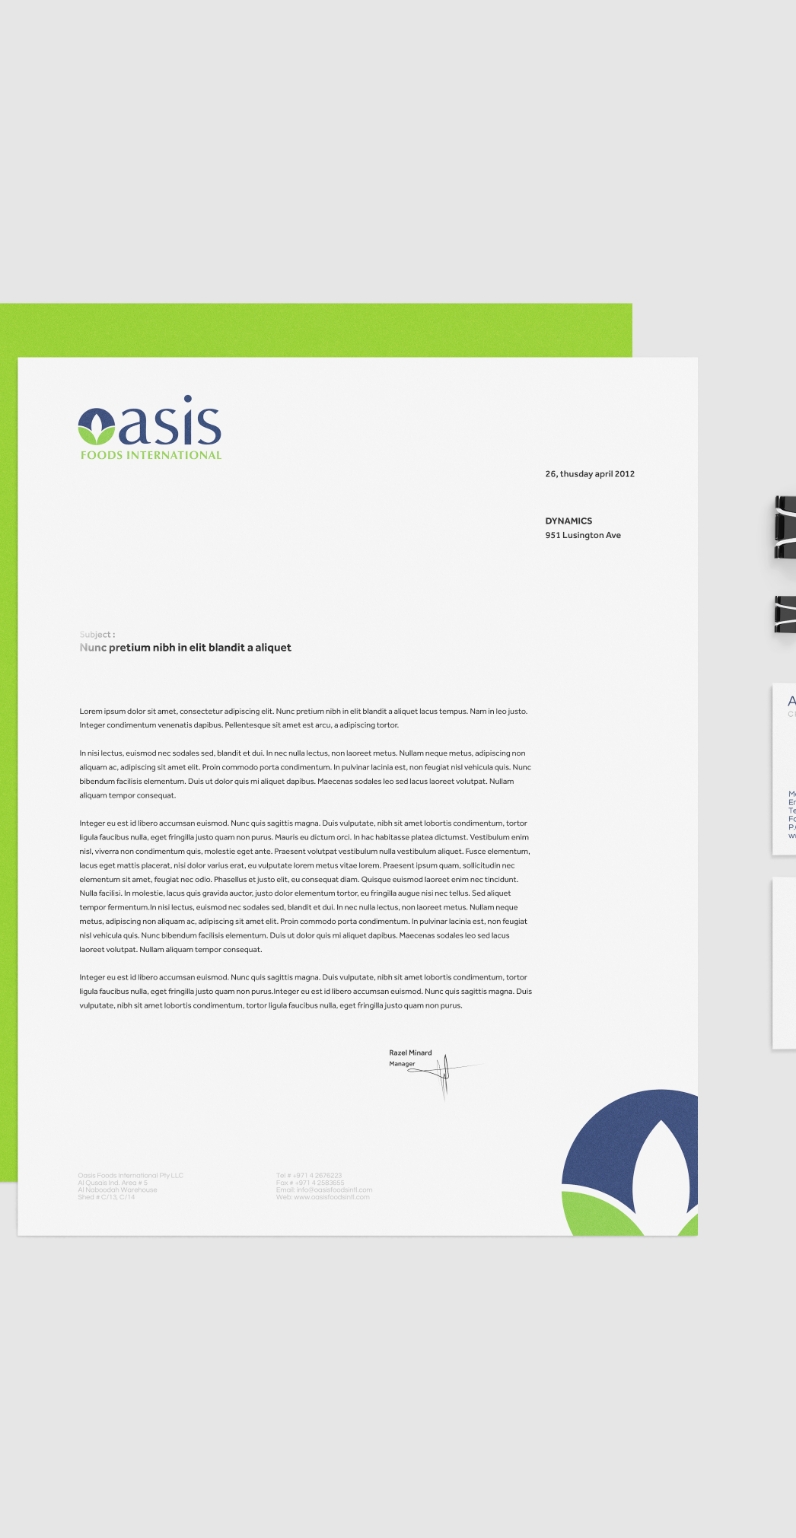 oasis
FOODS INTERNATIONAL
26, thusday april 2012
DYNAMICS
951 Lusington Ave
Subject :
Nunc pretium nibh in elit blandit a aliquet
Lorem ipsum dolor sit amet, consectetur adipiscing elit. Nunc pretium nibh in elit blandit a aliquet lacus tempus. Nam in leo justo.
Integer condimentum venenatis dapibus. Pellentesque sit amet est arcu, a adipiscing tortor.
In nisi lectus, euismod nec sodales sed, blandit et dui. In nec nulla lectus, non laoreet metus. Nullam neque metus, adipiscing non
aliquam ac, adipiscing sit amet elit. Proin commodo porta condimentum. In pulvinar lacinia est, non feugiat nisl vehicula quis. Nunc
bibendum facilisis elementum. Duis ut dolor quis mi aliquet dapibus. Maecenas sodales leo sed lacus laoreet volutpat. Nullam
aliquam tempor consequat.
Integer eu est id libero accumsan euismod. Nunc quis sagittis magna. Duis vulputate, nibh sit amet lobortis condimentum, tortor
ligula faucibus nulla, eget fringilla justo quam non purus. Mauris eu dictum orci. In hac habitasse platea dictumst. Vestibulum enim
nisl, viverra non condimentum quis, molestie eget ante. Praesent volutpat vestibulum nulla vestibulum aliquet. Fusce elementum,
lacus eget mattis placerat, nisl dolor varius erat, eu vulputate lorem metus vitae lorem. Praesent ipsum quam, sollicitudin nec
elementum sit amet, feugiat nec odio. Phasellus et justo elit, eu consequat diam. Quisque euismod laoreet enim nec tincidunt.
Nulla facilisi. In molestie, lacus quis gravida auctor, justo dolor elementum tortor, eu fringilla augue nisi nec tellus. Sed aliquet
tempor fermentum.In nisi lectus, euismod nec sodales sed, blandit et dui. In nec nulla lectus, non laoreet metus. Nullam neque
metus, adipiscing non aliquam ac, adipiscing sit amet elit. Proin commodo porta condimentum. In pulvinar lacinia est, non feugiat
nisl vehicula quis. Nunc bibendum facilisis elementum. Duis ut dolor quis mi aliquet dapibus. Maecenas sodales leo sed lacus
laoreet volutpat. Nullam aliquam tempor consequat.
Integer eu est id libero accumsan euismod. Nunc quis sagittis magna. Duis vulputate, nibh sit amet lobortis condimentum, tortor
ligula faucibus nulla, eget fringilla justo quam non purus.Integer eu est id libero accumsan euismod. Nunc quis sagittis magna. Duis
vulputate, nibh sit amet lobortis condimentum, tortor ligula faucibus nulla, eget fringilla justo quam non purus.
Razel Minard
Manager
Oasis Foods International Pty LLC
Al Qusais Ind. Area # 5
Al Naboodah Warehouse
Shed # C/13, C/14
Tel # +971 4 2676223
Fax # +971 4 2583655
Email: info@oasisfoodsintl.com
Web: www.oasisfoodsintl.com